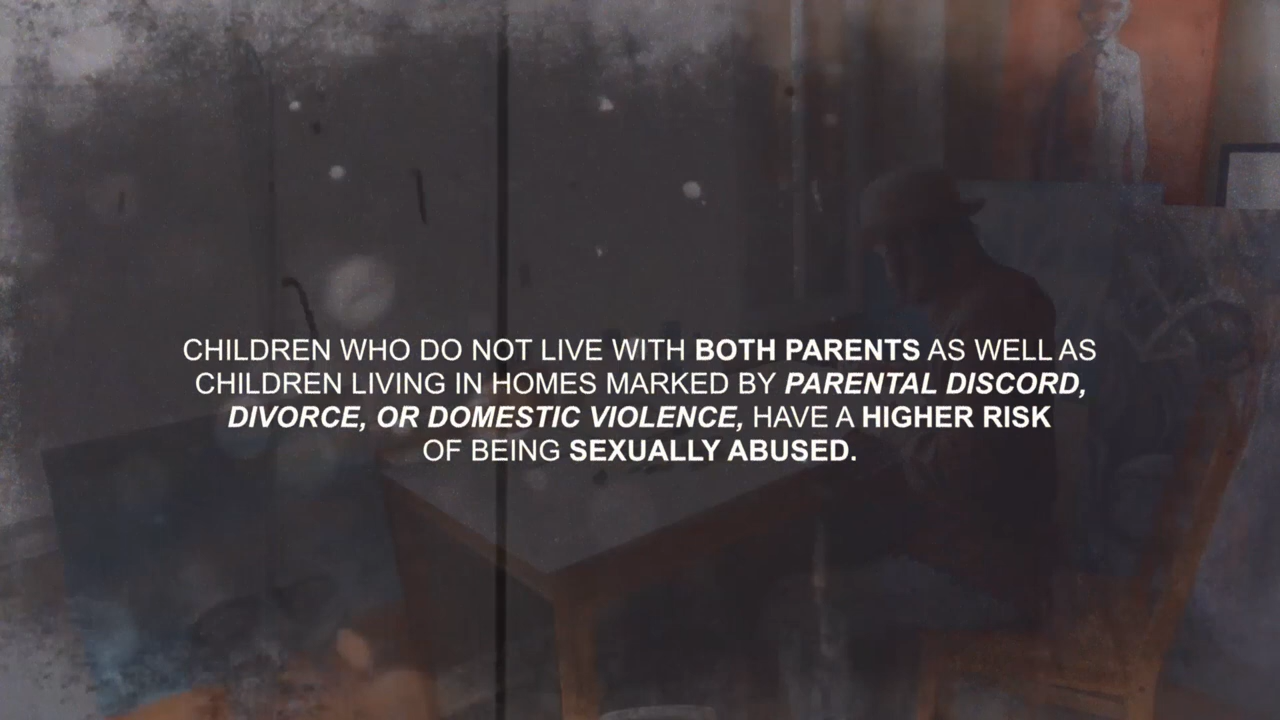 CHILDREN WHO DO NOT LIVE WITH BOTH PARENTS AS WELL AS
CHILDREN LIVING IN HOMES MARKED BY PARENTAL DISCORD,
DIVORCE, OR DOMESTIC VIOLENCE, HAVE A HIGHER RISK
OF BEING SEXUALLY ABUSED.